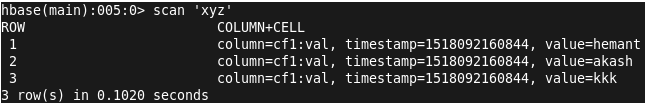 hbase(main):005:0> scan 'xyz'
ROW COLUMN+CELL
1 column=cf1:val, timestamp=1518092160844, value=hemant
2 column=cf1:val, timestamp=1518092160844, value=akash
3 column=cf1:val, timestamp=1518092160844, value=kkk
3 row(s) in 0.1020 seconds